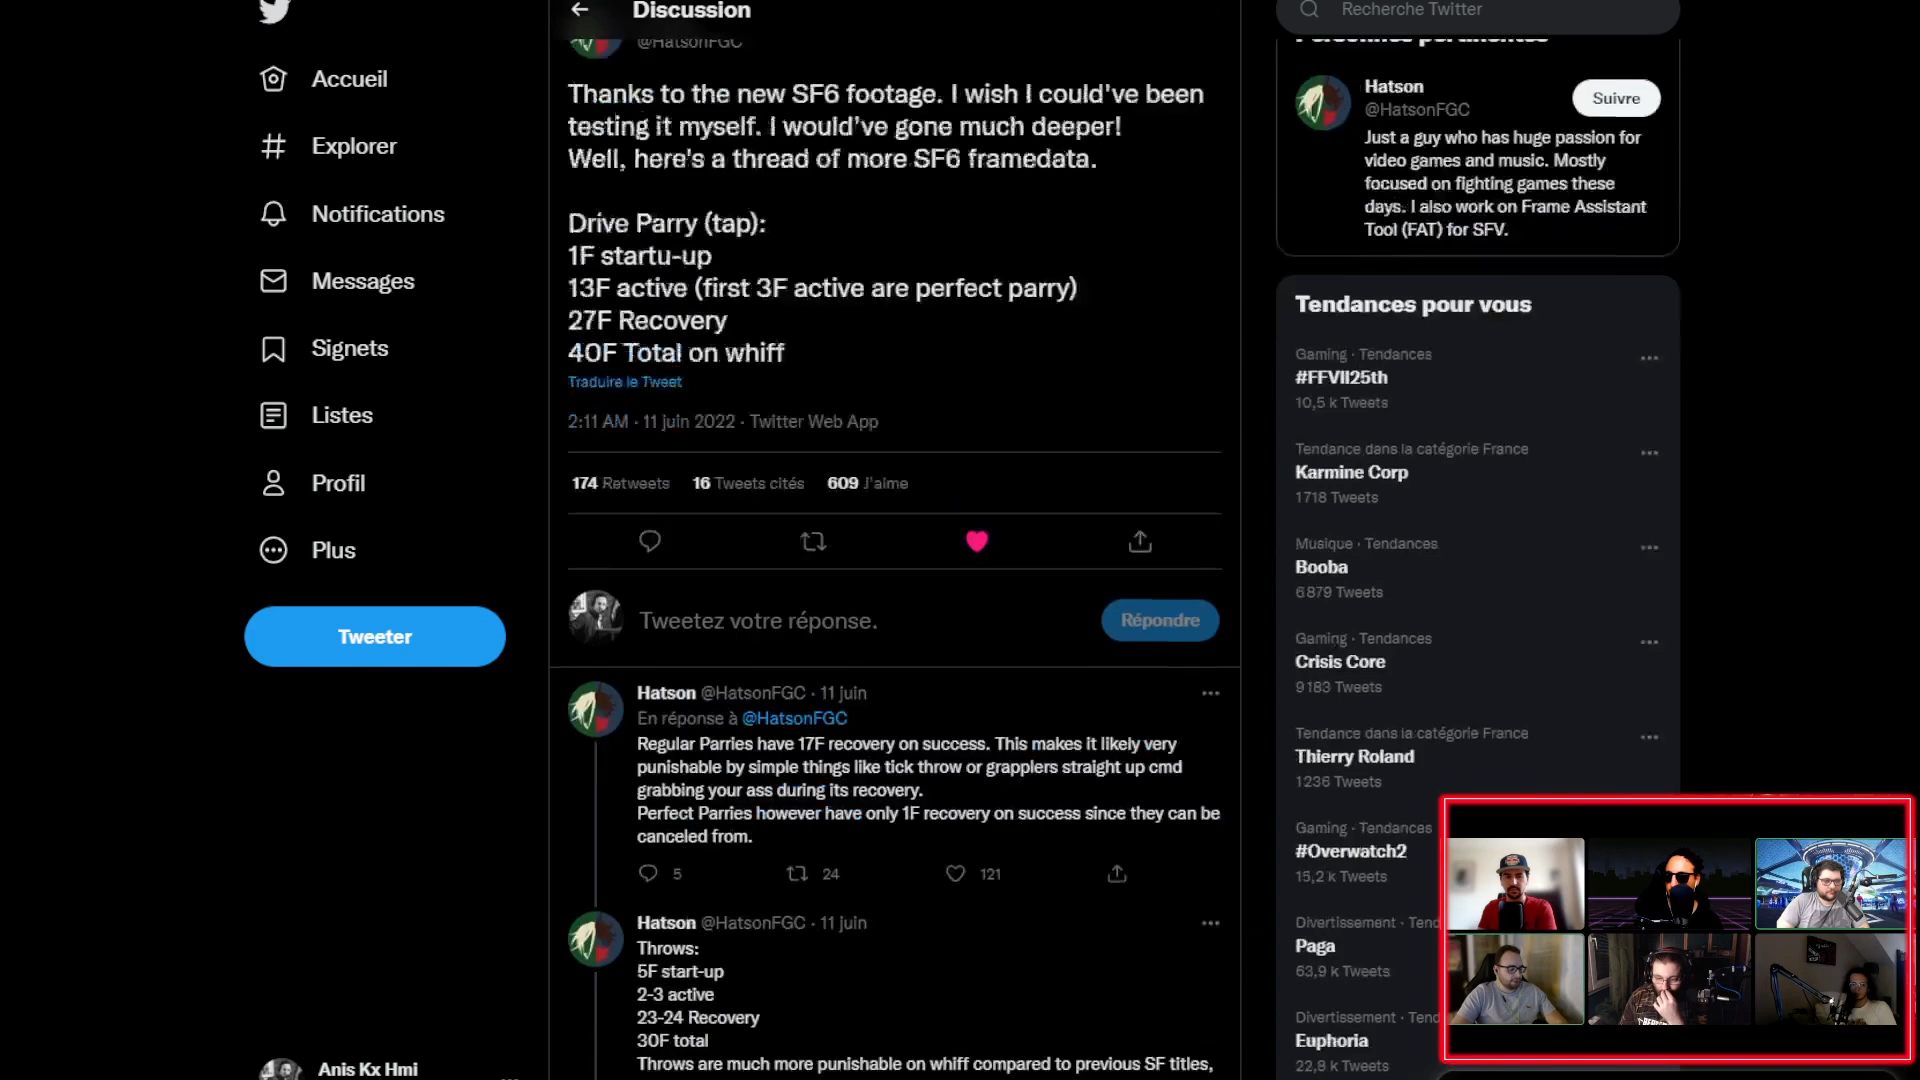 Accueil
Explorer
Notifications
Messages
Signets
Listes
Profil
Plus
Tweeter
Anis Kx Hmi
Discussion
@HatsonFGC
Thanks to the new SF6 footage. I wish I could've been
testing it myself. I would've gone much deeper!
Well, here's a thread of more SF6 framedata.
Drive Parry (tap):
1F startu-up
13F active (first 3F active are perfect parry)
27F Recovery
40F Total on whiff
Traduire le Tweet
2:11 AM · 11 juin 2022 · Twitter Web App
174 Retweets 16 Tweets cités 609 J'aime
Tweetez votre réponse.
Répondre
Hatson @HatsonFGC · 11 juin
En réponse à @HatsonFGC
Regular Parries have 17F recovery on success. This makes it likely very
punishable by simple things like tick throw or grapplers straight up cmd
grabbing your ass during its recovery.
Perfect Parries however have only 1F recovery on success since they can be
canceled from.
5 24 121
Hatson @HatsonFGC · 11 juin
Throws:
5F start-up
2-3 active
23-24 Recovery
30F total
Throws are much more punishable on whiff compared to previous SF titles,
Recherche Twitter
Personnes pertinentes
Hatson
@HatsonFGC
Suivre
Just a guy who has huge passion for
video games and music. Mostly
focused on fighting games these
days. I also work on Frame Assistant
Tool (FAT) for SFV.
Tendances pour vous
Gaming · Tendances
#FFVII25th
10,5 k Tweets
Tendance dans la catégorie France
Karmine Corp
1 718 Tweets
Musique · Tendances
Booba
6 879 Tweets
Gaming · Tendances
Crisis Core
9 183 Tweets
Tendance dans la catégorie France
Thierry Roland
1 236 Tweets
Gaming · Tendances
#Overwatch2
15,2 k Tweets
Divertissement · Tend
Paga
63,9 k Tweets
Divertissement · Tend
Euphoria
22,8 k Tweets